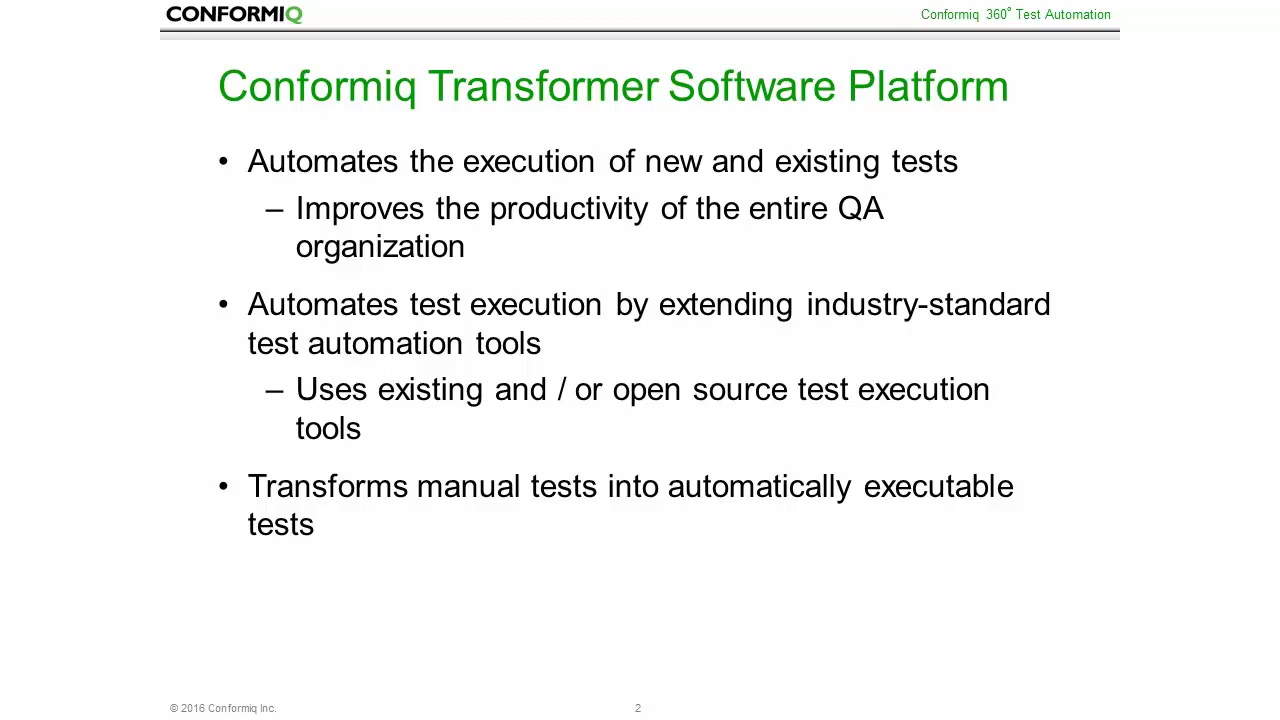 CONFORMIQ
Conformiq 360° Test Automation
Conformiq Transformer Software Platform
• Automates the execution of new and existing tests
– Improves the productivity of the entire QA
organization
• Automates test execution by extending industry-standard
test automation tools
– Uses existing and / or open source test execution
tools
• Transforms manual tests into automatically executable
tests
© 2016 Conformiq Inc.
2